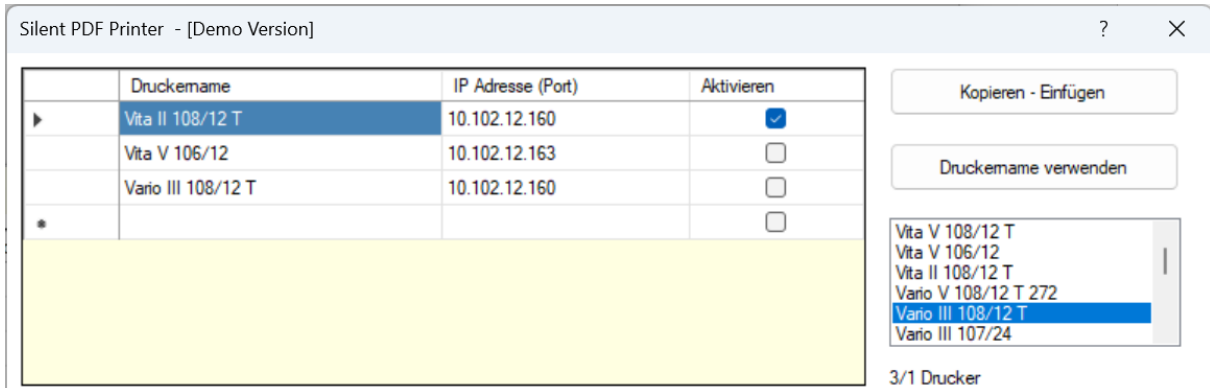 Silent PDF Printer - [Demo Version]
?
Druckername IP Adresse (Port) Aktivieren
Vita II 108/12 T 10.102.12.160
Vita V 106/12 10.102.12.163
Vario III 108/12 T 10.102.12.160
Kopieren - Einfügen
Druckername verwenden
Vita V 108/12 T
Vita V 106/12
Vita II 108/12 T
Vario V 108/12 T 272
Vario III 108/12 T
Vario III 107/24
3/1 Drucker